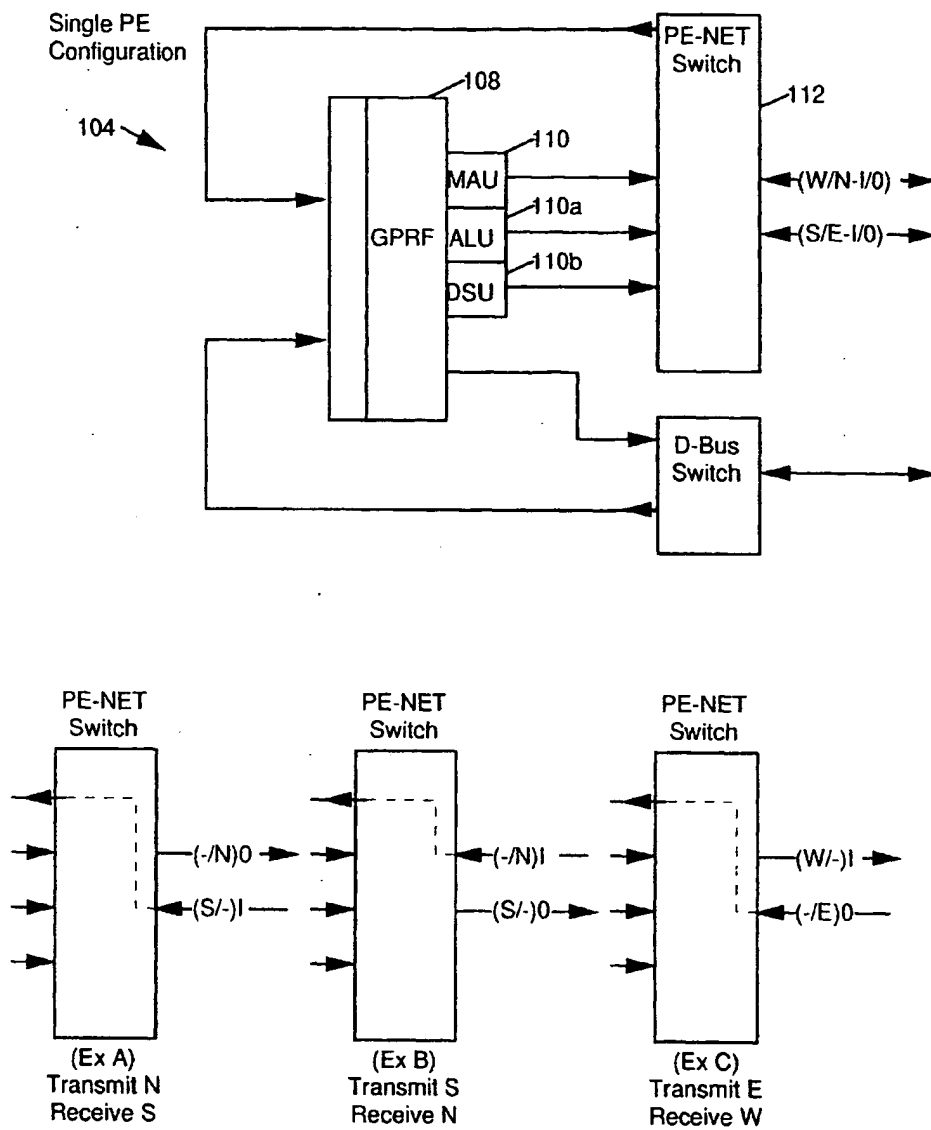 Single PE
Configuration
104
108
PE-NET
Switch
112
110
MAU
(W/N-I/0)
110a
GPRF
ALU
(S/E-I/0)
110b
DSU
D-Bus
Switch
PE-NET
Switch
(-/N)0
(S/-)I
(Ex A)
Transmit N
Receive S
PE-NET
Switch
(-/N)I
(S/-)0
(Ex B)
Transmit S
Receive N
PE-NET
Switch
(W/-)I
(-/E)0
(Ex C)
Transmit E
Receive W